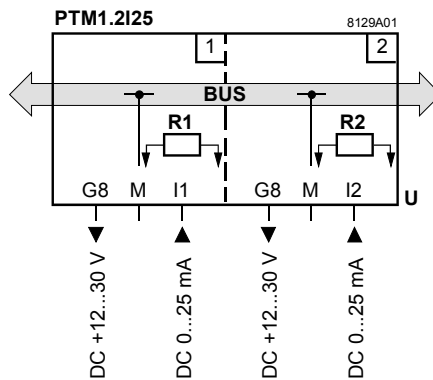 PTM1.2I25
8129A01
1
2
BUS
R1
R2
G8 M I1 G8 M I2
U
DC +12...30 V
DC 0...25 mA
DC +12...30 V
DC 0...25 mA